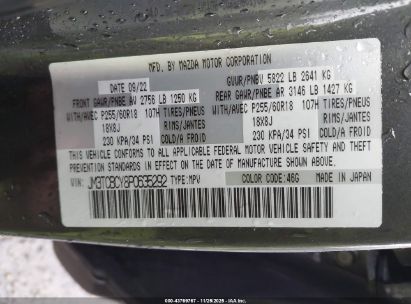 MFD. BY MAZDA MOTOR CORPORATION
DATE 09/22 GVWR/PNBV 5822 LB 2641 KG
FRONT GAWR/PNBE AV 2756 LB 1250 KG REAR GAWR/PNBE AR 3146 LB 1427 KG
WITH/AVEC P255/60R18 107H TIRES/PNEUS WITH/AVEC P255/60R18 107H TIRES/PNEUS
18X8J RIMS/JANTES 18X8J RIMS/JANTES
230 KPA/34 PSI COLD/A FROID 230 KPA/34 PSI COLD/A FROID
THIS VEHICLE CONFORMS TO ALL APPLICABLE FEDERAL MOTOR VEHICLE SAFETY, BUMPER, AND THEFT
PREVENTION STANDARDS IN EFFECT ON THE DATE OF MANUFACTURE SHOWN ABOVE.
VIN: JM3TCBCY8P0635292 TYPE:MPV COLOR CODE:46G MADE IN JAPAN